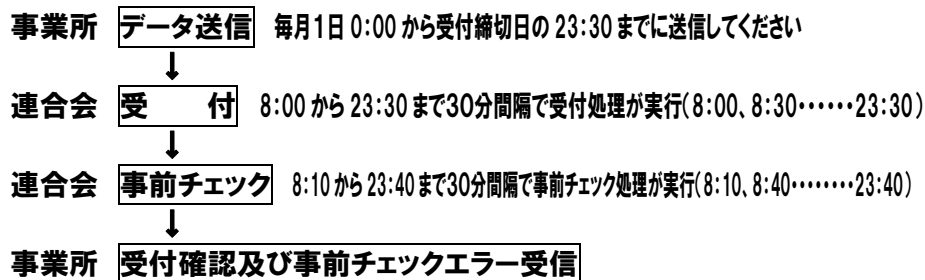 事業所 データ送信 毎月1日 0:00 から受付締切日の 23:30 までに送信してください
↓
連合会 受　　付 8:00 から 23:30 まで30分間隔で受付処理が実行(8:00、8:30‥‥‥23:30)
↓
連合会 事前チェック 8:10 から 23:40 まで30分間隔で事前チェック処理が実行(8:10、8:40‥‥‥‥23:40)
↓
事業所 受付確認及び事前チェックエラー受信